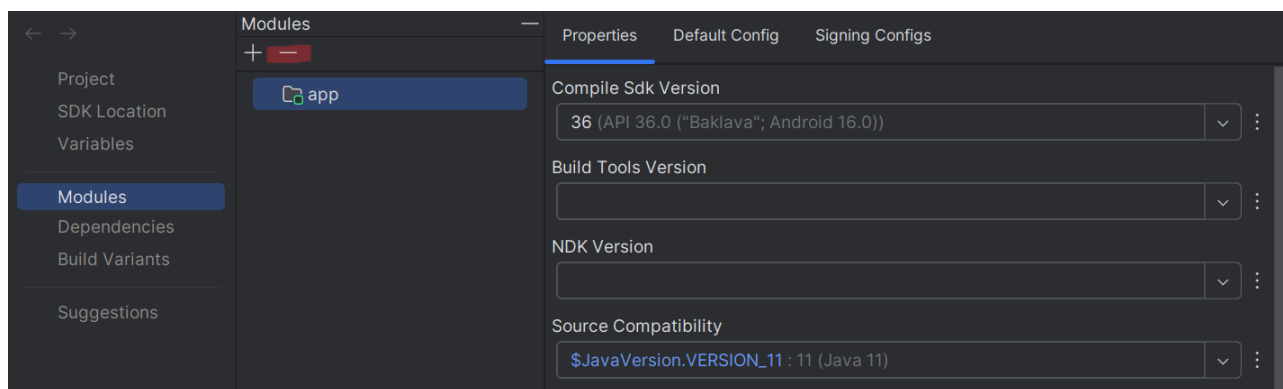 Modules
Project
SDK Location
Variables
Modules
Dependencies
Build Variants
Suggestions
app
Properties Default Config Signing Configs
Compile Sdk Version
36 (API 36.0 ("Baklava"; Android 16.0))
Build Tools Version
NDK Version
Source Compatibility
$JavaVersion.VERSION_11 : 11 (Java 11)